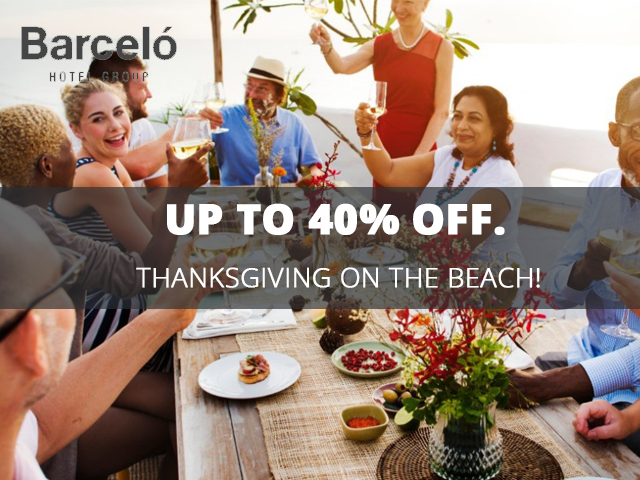 Barceló
HOTEL GROUP
UP TO 40% OFF.
THANKSGIVING ON THE BEACH!